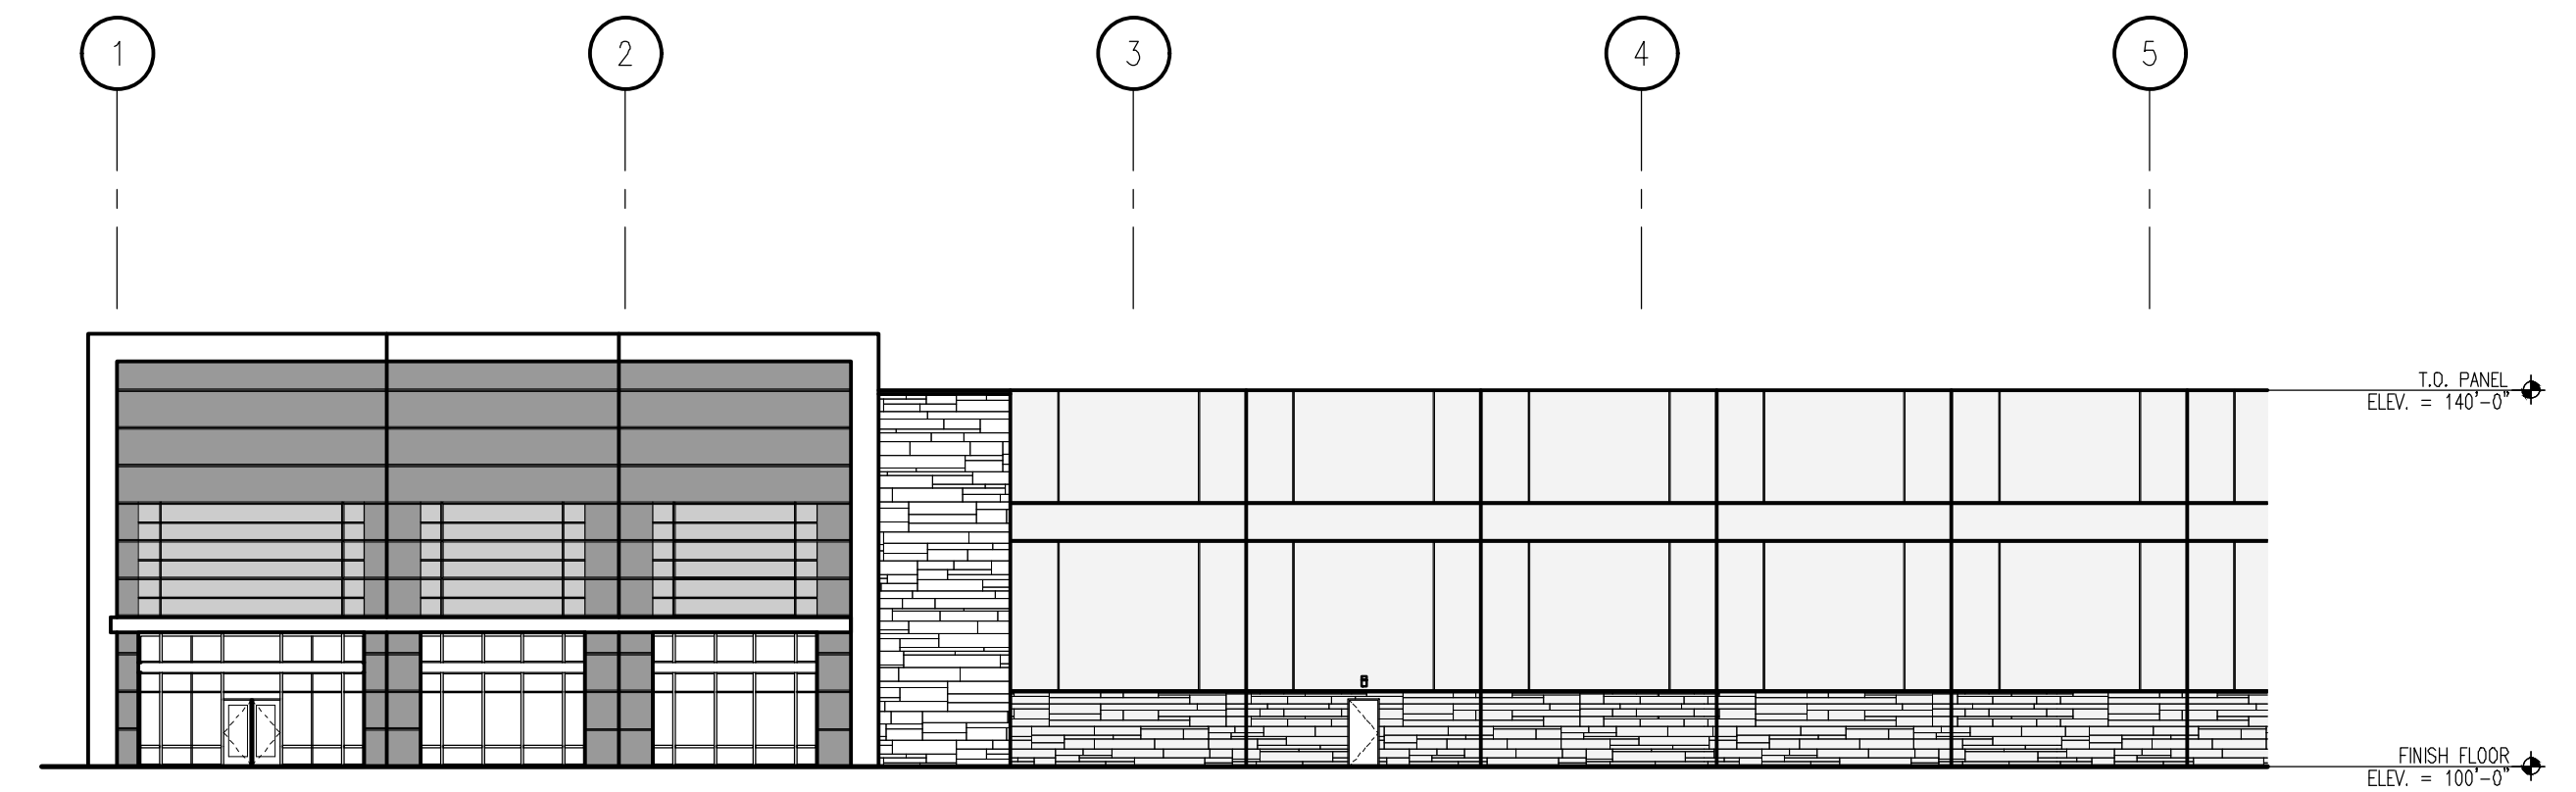 1
2
3
4
5
T.O. PANEL
ELEV. = 140'-0"
FINISH FLOOR
ELEV. = 100'-0"